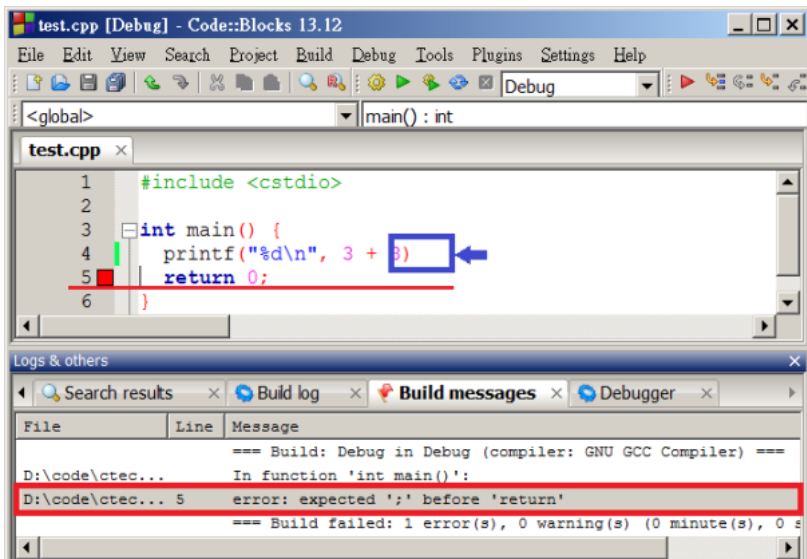 test.cpp [Debug] - Code::Blocks 13.12
File Edit View Search Project Build Debug Tools Plugins Settings Help
Debug
<global> main() : int
test.cpp
1 #include <cstdio>
2
3 int main() {
4 printf("%d\n", 3 + 8)
5 return 0;
6 }
Logs & others
Search results Build log Build messages Debugger
File Line Message
=== Build: Debug in Debug (compiler: GNU GCC Compiler) ===
D:\code\ctec... In function 'int main()':
D:\code\ctec... 5 error: expected ';' before 'return'
=== Build failed: 1 error(s), 0 warning(s) (0 minute(s), 0 s